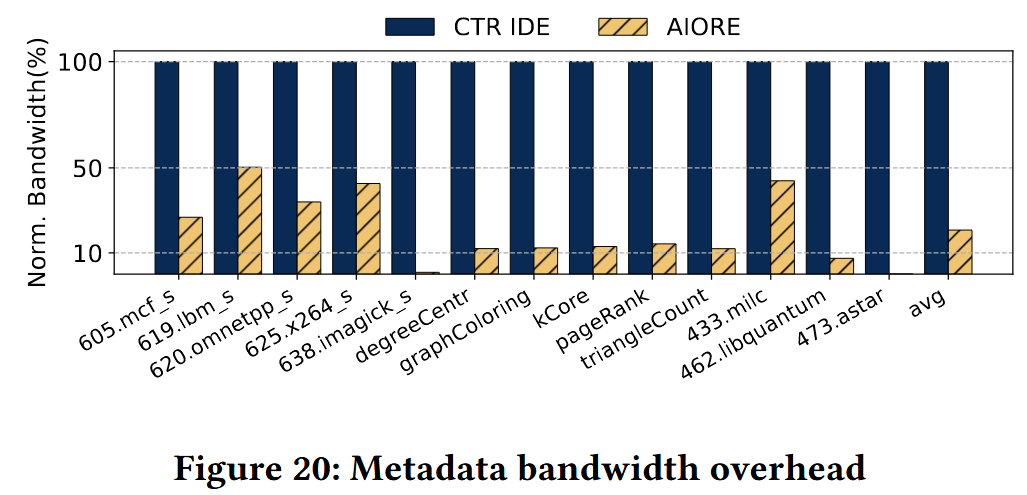 CTR IDE
AIORE
Norm. Bandwidth(%)
100
50
10
605.mcf_s
619.lbm_s
620.omnetpp_s
625.x264_s
638.imagick_s
degreeCentr
graphColoring
kCore
pageRank
triangleCount
433.milc
462.libquantum
473.astar
avg
Figure 20: Metadata bandwidth overhead